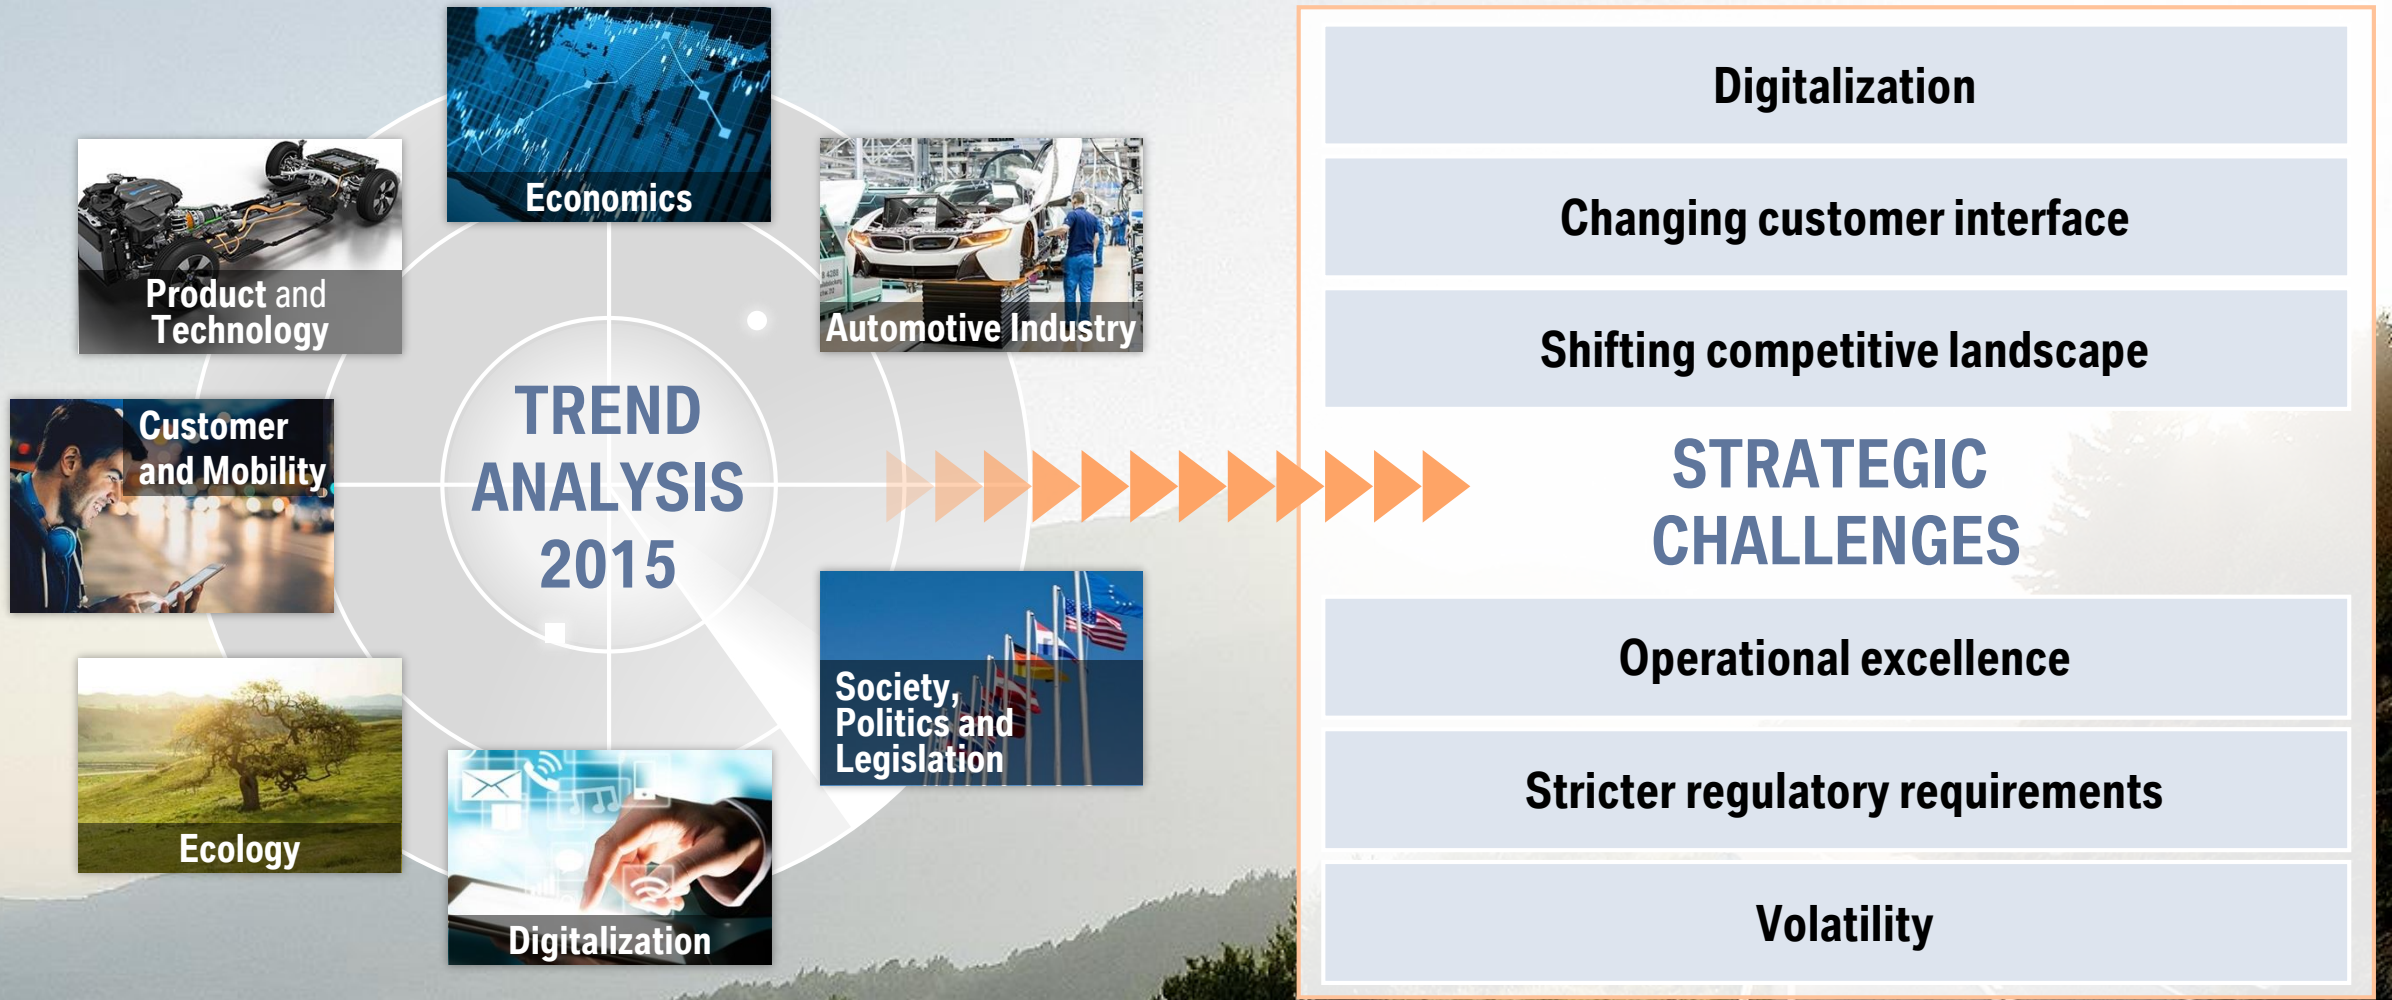 Economics
Product and
Technology
Automotive Industry
Customer
and Mobility
TREND
ANALYSIS
2015
Society,
Politics and
Legislation
Ecology
Digitalization
Digitalization
Changing customer interface
Shifting competitive landscape
STRATEGIC
CHALLENGES
Operational excellence
Stricter regulatory requirements
Volatility